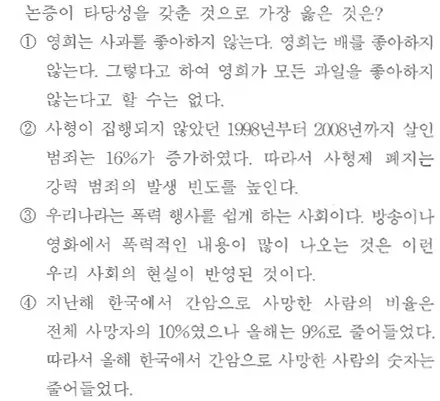 논증이 타당성을 갖춘 것으로 가장 옳은 것은?
① 영희는 사과를 좋아하지 않는다. 영희는 배를 좋아하지
않는다. 그렇다고 하여 영희가 모든 과일을 좋아하지
않는다고 할 수는 없다.
② 사형이 집행되지 않았던 1998년부터 2008년까지 살인
범죄는 16%가 증가하였다. 따라서 사형제 폐지는
강력 범죄의 발생 빈도를 높인다.
③ 우리나라는 폭력 행사를 쉽게 하는 사회이다. 방송이나
영화에서 폭력적인 내용이 많이 나오는 것은 이런
우리 사회의 현실이 반영된 것이다.
④ 지난해 한국에서 간암으로 사망한 사람의 비율은
전체 사망자의 10%였으나 올해는 9%로 줄어들었다.
따라서 올해 한국에서 간암으로 사망한 사람의 숫자는
줄어들었다.